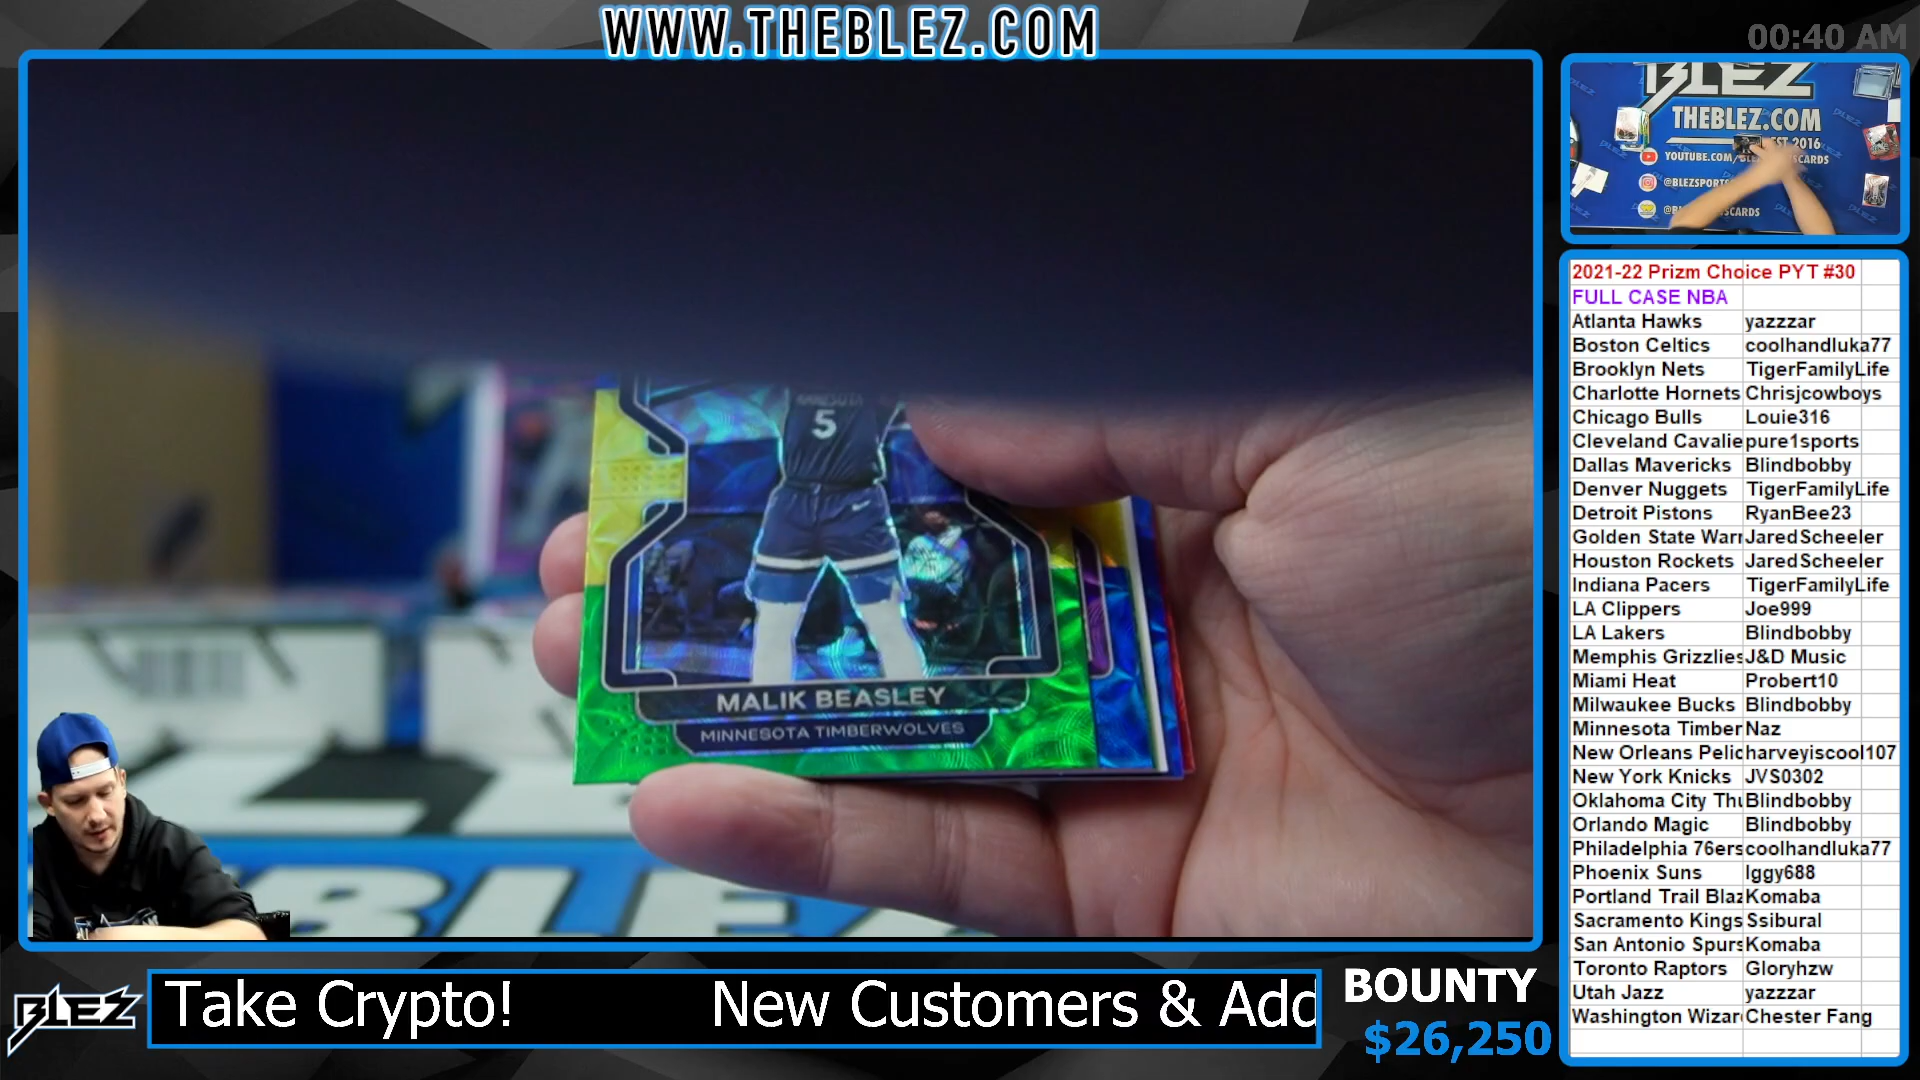 WWW.THEBLEZ.COM
00:40 AM
BLEZ
THEBLEZ.COM
2016
@BLEZSPORT
5
MALIK BEASLEY
MINNESOTA TIMBERWOLVES
2021-22 Prizm Choice PYT #30
FULL CASE NBA
Atlanta Hawks yazzzar
Boston Celtics coolhandluka77
Brooklyn Nets TigerFamilyLife
Charlotte Hornets Chrisjcowboys
Chicago Bulls Louie316
Cleveland Cavalie pure1sports
Dallas Mavericks Blindbobby
Denver Nuggets TigerFamilyLife
Detroit Pistons RyanBee23
Golden State Warr JaredScheeler
Houston Rockets JaredScheeler
Indiana Pacers TigerFamilyLife
LA Clippers Joe999
LA Lakers Blindbobby
Memphis Grizzlies J&D Music
Miami Heat Probert10
Milwaukee Bucks Blindbobby
Minnesota Timber Naz
New Orleans Pelic harveyiscool107
New York Knicks JVS0302
Oklahoma City Thu Blindbobby
Orlando Magic Blindbobby
Philadelphia 76ers coolhandluka77
Phoenix Suns Iggy688
Portland Trail Blaz Komaba
Sacramento Kings Ssibural
San Antonio Spurs Komaba
Toronto Raptors Gloryhzw
Utah Jazz yazzzar
Washington Wizar Chester Fang
BLEZ
Take Crypto! New Customers & Add
BOUNTY
$26,250